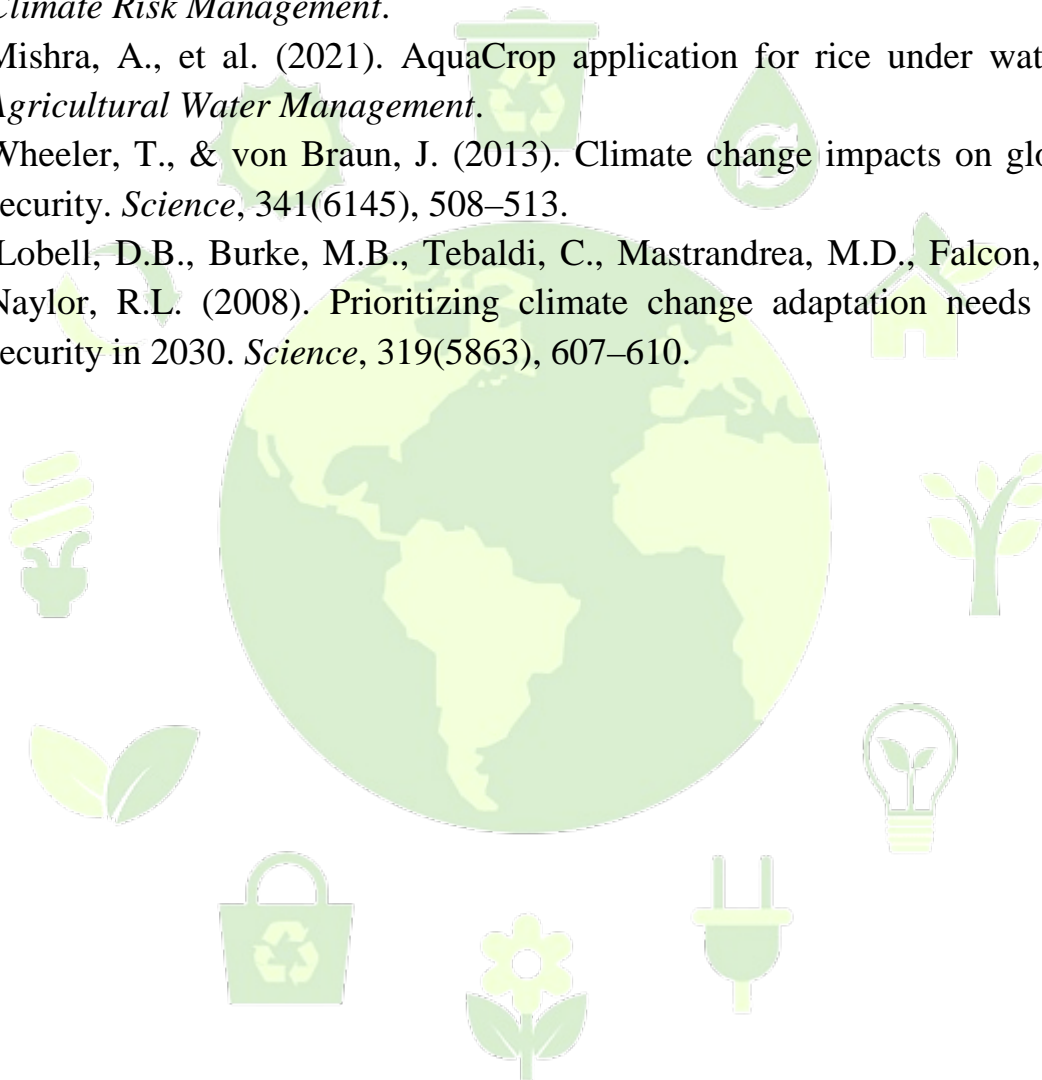 Climate Risk Management.
Mishra, A., et al. (2021). AquaCrop application for rice under wat
Agricultural Water Management.
Wheeler, T., & von Braun, J. (2013). Climate change impacts on glo
ecurity. Science, 341(6145), 508–513.
Lobell, D.B., Burke, M.B., Tebaldi, C., Mastrandrea, M.D., Falcon,
Naylor, R.L. (2008). Prioritizing climate change adaptation needs
ecurity in 2030. Science, 319(5863), 607–610.